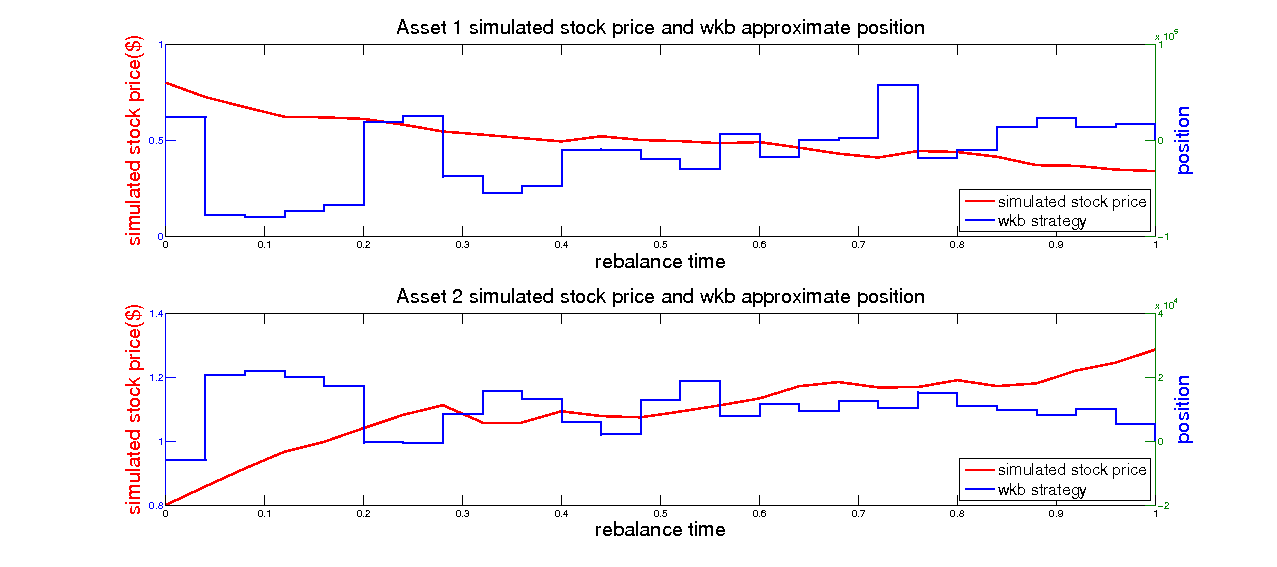 Asset 1 simulated stock price and wkb approximate position
x 10^5
1
1
0.5
0
0
-1
simulated stock price($)
position
simulated stock price
wkb strategy
0 0.1 0.2 0.3 0.4 0.5 0.6 0.7 0.8 0.9 1
rebalance time
Asset 2 simulated stock price and wkb approximate position
x 10^4
1.4
4
1.2
2
1
0
0.8
-2
simulated stock price($)
position
simulated stock price
wkb strategy
0 0.1 0.2 0.3 0.4 0.5 0.6 0.7 0.8 0.9 1
rebalance time